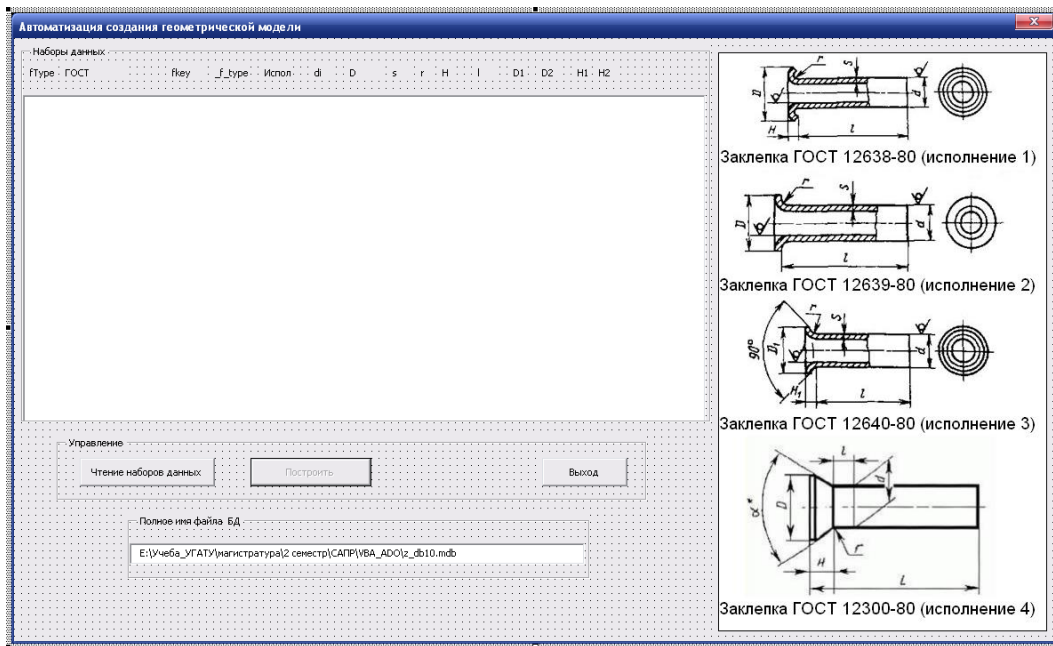 Автоматизация создания геометрической модели
Наборы данных
fType ГОСТ fkey _f_type Испол di D s r H l D1 D2 H1 H2
Управление
Чтение наборов данных
Построить
Выход
Полное имя файла БД
E:\Учеба_УГАТУ\магистратура\2 семестр\САПР\VBA_ADO\z_db10.mdb
r s D d H l
Заклепка ГОСТ 12638-80 (исполнение 1)
r s D d l
Заклепка ГОСТ 12639-80 (исполнение 2)
r s 90° D₁ d H₁ l
Заклепка ГОСТ 12640-80 (исполнение 3)
l d α* D r H L
Заклепка ГОСТ 12300-80 (исполнение 4)